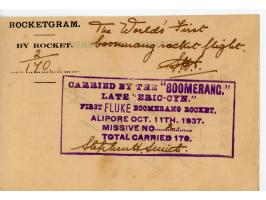 ROCKETGRAM.
The World's First
BY ROCKET.
boomerang rocket flight.
2
170
CARRIED BY THE "BOOMERANG."
LATE "ERIC-CYN."
FIRST FLUKE BOOMERANG ROCKET.
ALIPORE OCT. 11TH. 1937.
MISSIVE NO
TOTAL CARRIED 170.
Stephen H. Smith.